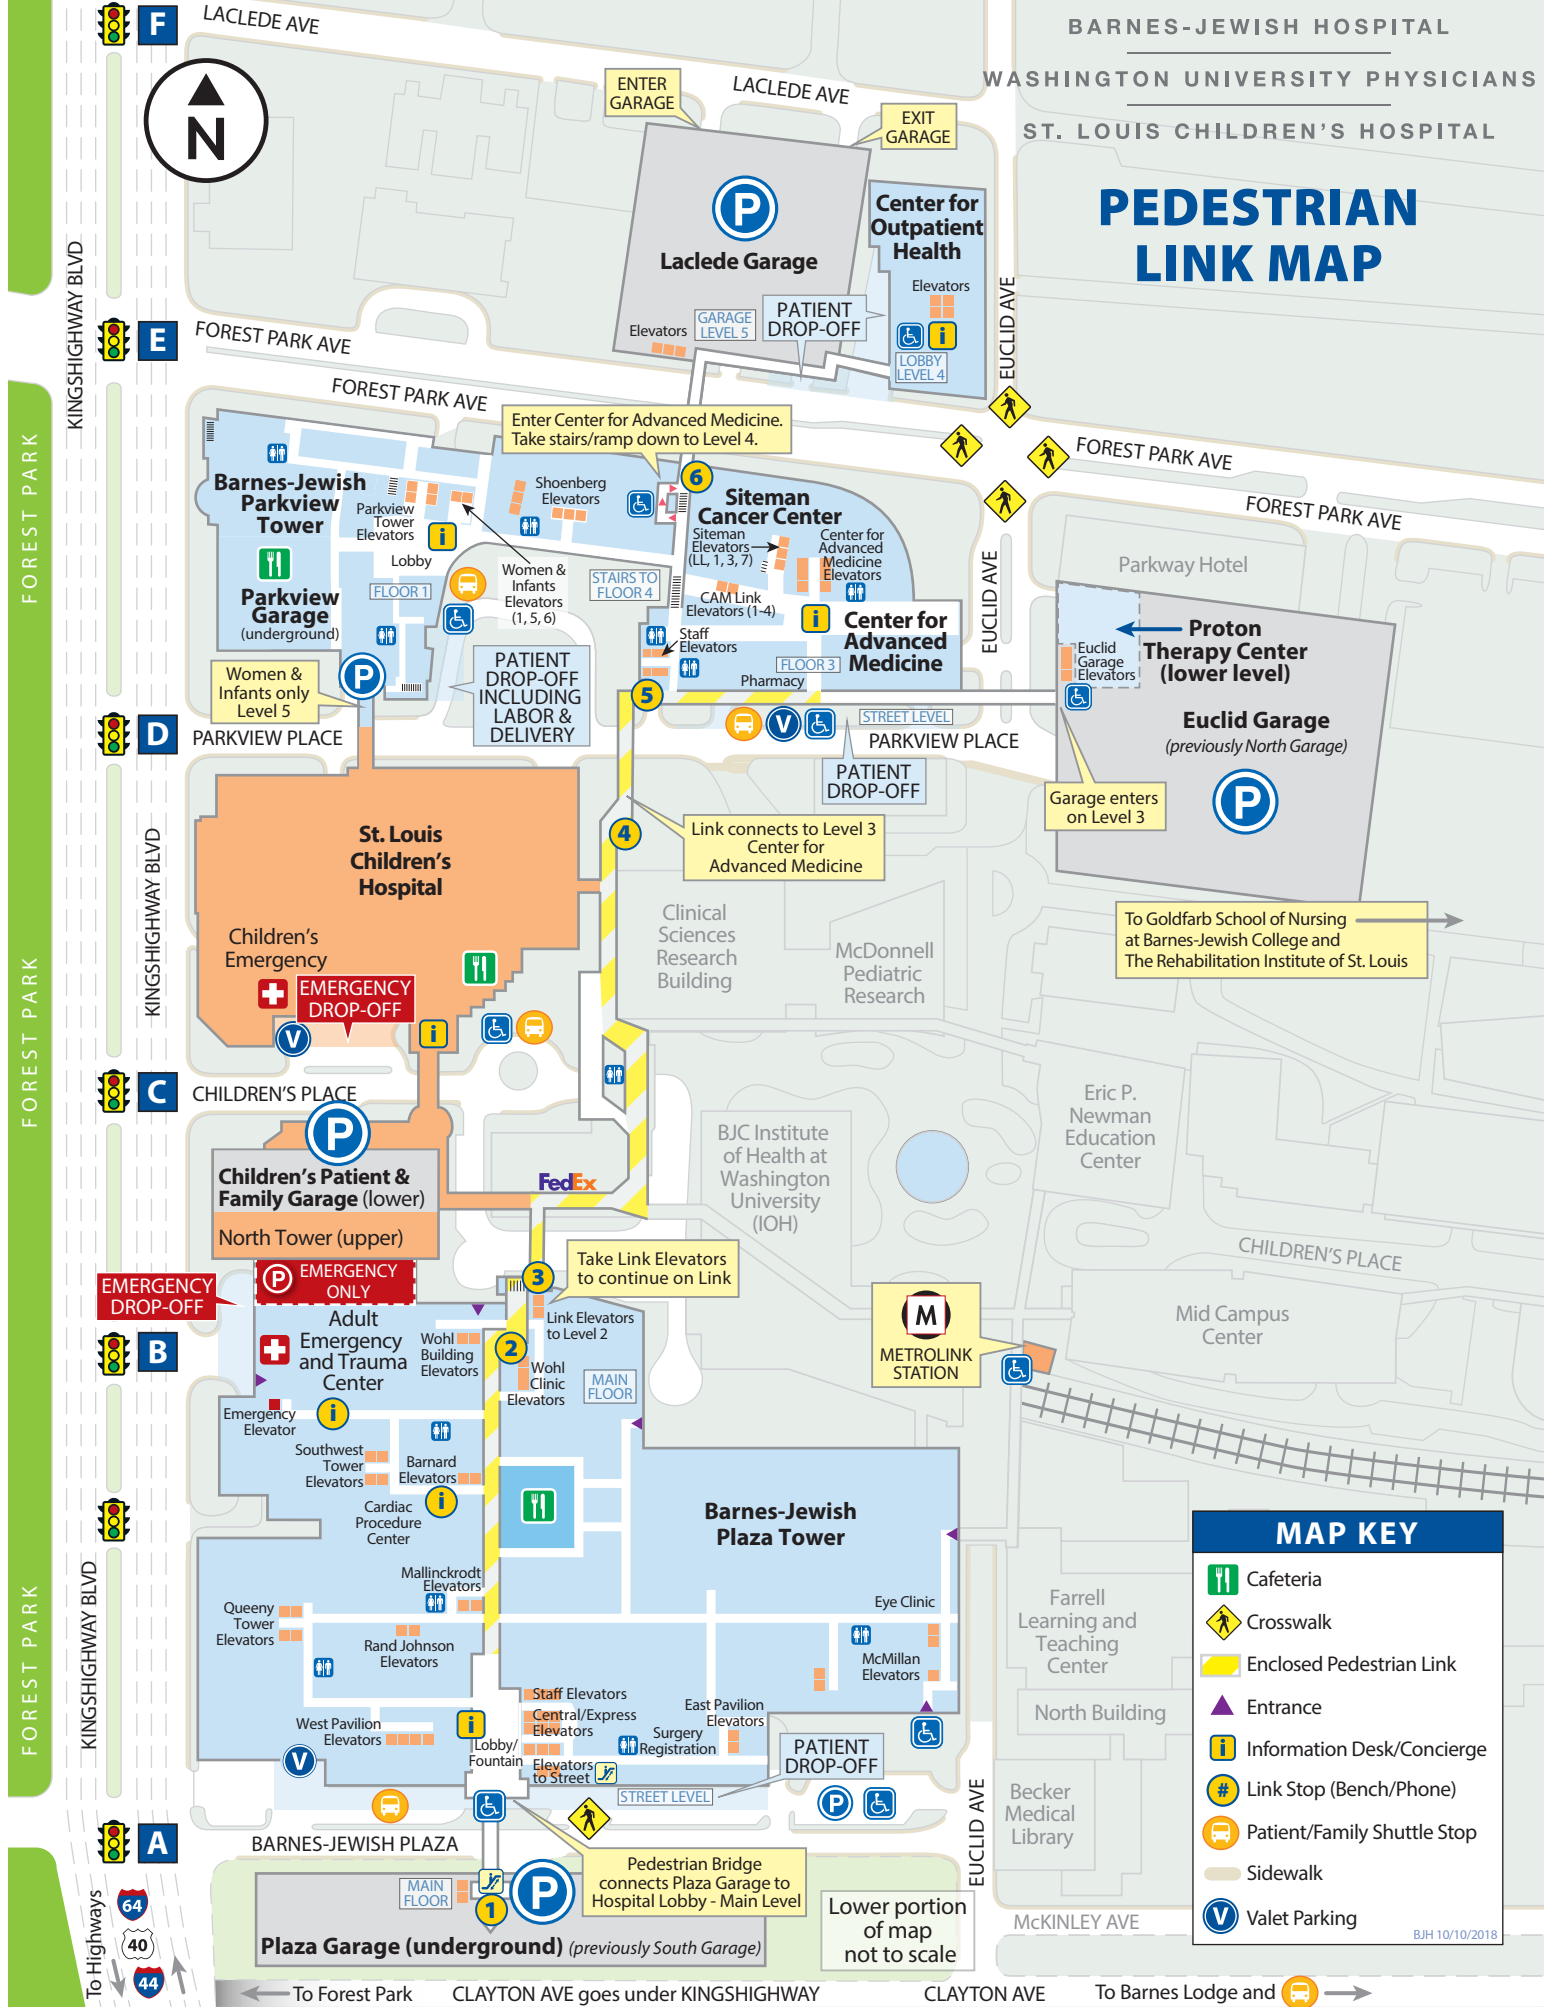 F
LACLEDE AVE
N
ENTER
GARAGE
LACLEDE AVE
EXIT
GARAGE
BARNES-JEWISH HOSPITAL
WASHINGTON UNIVERSITY PHYSICIANS
ST. LOUIS CHILDREN'S HOSPITAL
PEDESTRIAN
LINK MAP
P
Laclede Garage
Center for
Outpatient
Health
Elevators
i
LOBBY
LEVEL 4
Elevators
GARAGE
LEVEL 5
PATIENT
DROP-OFF
KINGSHIGHWAY BLVD
EUCLID AVE
E
FOREST PARK AVE
FOREST PARK AVE
FOREST PARK AVE
FOREST PARK AVE
FOREST PARK
Enter Center for Advanced Medicine.
Take stairs/ramp down to Level 4.
6
Barnes-Jewish
Parkview
Tower
Parkview
Tower
Elevators
i
Lobby
Shoenberg
Elevators
Women &
Infants
Elevators
(1, 5, 6)
FLOOR 1
Parkview
Garage
(underground)
STAIRS TO
FLOOR 4
Siteman
Cancer Center
Siteman
Elevators
(LL, 1, 3, 7)
Center for
Advanced
Medicine
Elevators
CAM Link
Elevators (1-4)
i
Center for
Advanced
Medicine
Staff
Elevators
FLOOR 3
Pharmacy
EUCLID AVE
Parkway Hotel
Proton
Therapy Center
(lower level)
Euclid
Garage
Elevators
Euclid Garage
(previously North Garage)
P
Garage enters
on Level 3
Women &
Infants only
Level 5
P
PATIENT
DROP-OFF
INCLUDING
LABOR &
DELIVERY
5
V
STREET LEVEL
PARKVIEW PLACE
PATIENT
DROP-OFF
D
PARKVIEW PLACE
4
Link connects to Level 3
Center for
Advanced Medicine
KINGSHIGHWAY BLVD
FOREST PARK
St. Louis
Children's
Hospital
Children's
Emergency
EMERGENCY
DROP-OFF
V
i
Clinical
Sciences
Research
Building
McDonnell
Pediatric
Research
To Goldfarb School of Nursing
at Barnes-Jewish College and
The Rehabilitation Institute of St. Louis
C
CHILDREN'S PLACE
P
Children's Patient &
Family Garage (lower)
North Tower (upper)
FedEx
BJC Institute
of Health at
Washington
University
(IOH)
Eric P.
Newman
Education
Center
CHILDREN'S PLACE
Mid Campus
Center
EMERGENCY
DROP-OFF
P EMERGENCY
ONLY
3
Take Link Elevators
to continue on Link
M
METROLINK
STATION
B
Adult
Emergency
and Trauma
Center
Wohl
Building
Elevators
2
Link Elevators
to Level 2
Wohl
Clinic
Elevators
MAIN
FLOOR
Emergency
Elevator
i
Southwest
Tower
Elevators
Barnard
Elevators
Cardiac
Procedure
Center
i
Barnes-Jewish
Plaza Tower
Mallinckrodt
Elevators
Queeny
Tower
Elevators
Rand Johnson
Elevators
Eye Clinic
McMillan
Elevators
KINGSHIGHWAY BLVD
FOREST PARK
West Pavilion
Elevators
i
Lobby/
Fountain
Staff Elevators
Central/Express
Elevators
Elevators
to Street
Surgery
Registration
East Pavilion
Elevators
V
STREET LEVEL
PATIENT
DROP-OFF
P
EUCLID AVE
Farrell
Learning and
Teaching
Center
North Building
Becker
Medical
Library
MAP KEY
Cafeteria
Crosswalk
Enclosed Pedestrian Link
Entrance
i Information Desk/Concierge
# Link Stop (Bench/Phone)
Patient/Family Shuttle Stop
Sidewalk
V Valet Parking
BJH 10/10/2018
A
BARNES-JEWISH PLAZA
MAIN
FLOOR
1
P
Pedestrian Bridge
connects Plaza Garage to
Hospital Lobby - Main Level
Plaza Garage (underground) (previously South Garage)
Lower portion
of map
not to scale
McKINLEY AVE
To Highways
64
40
44
To Forest Park
CLAYTON AVE goes under KINGSHIGHWAY
CLAYTON AVE
To Barnes Lodge and